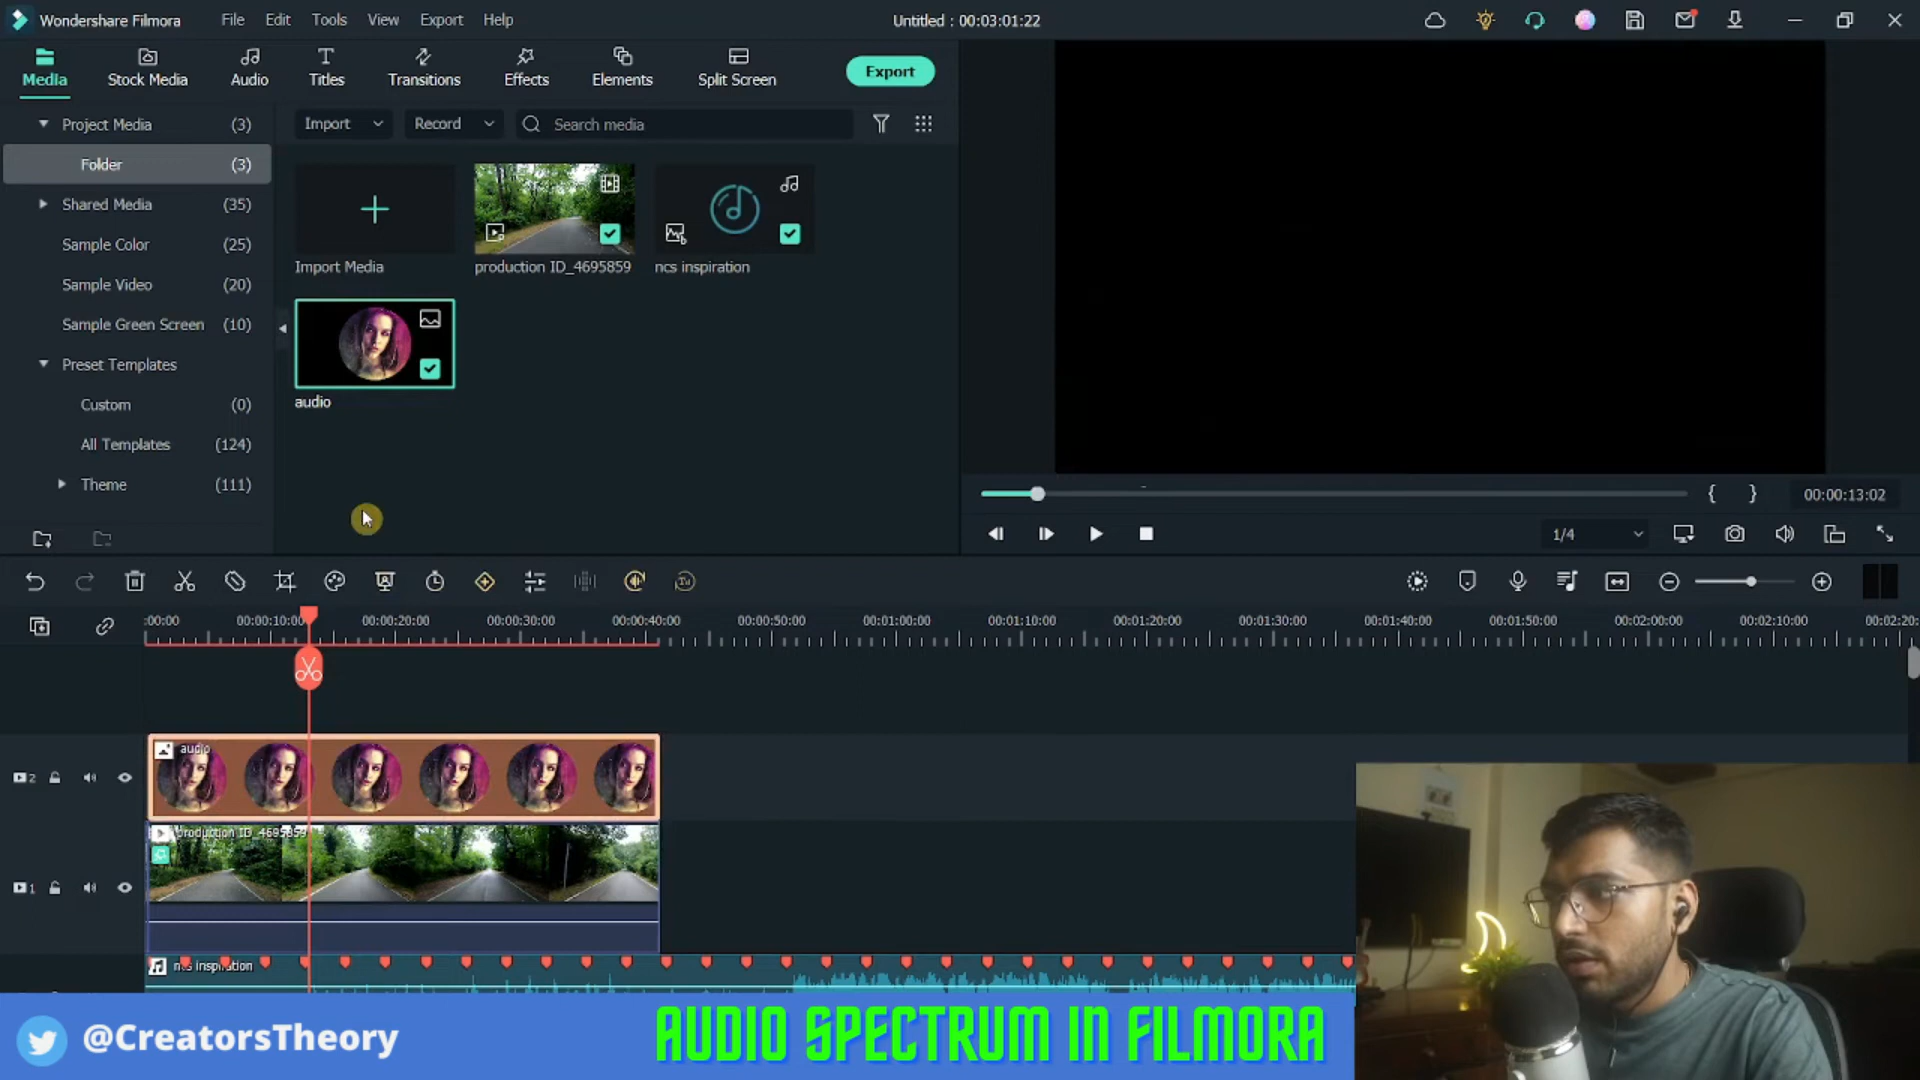 Wondershare Filmora File Edit Tools View Export Help Untitled : 00:03:01:22
Media Stock Media Audio Titles Transitions Effects Elements Split Screen Export
Project Media (3)
Folder (3)
Shared Media (35)
Sample Color (25)
Sample Video (20)
Sample Green Screen (10)
Preset Templates
Custom (0)
All Templates (124)
Theme (111)
Import Record Search media
Import Media production ID_4695859 ncs inspiration
audio
00:00:13:02
1/4
:00:00 00:00:10:00 00:00:20:00 00:00:30:00 00:00:40:00 00:00:50:00 00:01:00:00 00:01:10:00 00:01:20:00 00:01:30:00 00:01:40:00 00:01:50:00 00:02:00:00 00:02:10:00 00:02:20:
2 audio
production ID_4695859
1
ncs inspiration
@CreatorsTheory
AUDIO SPECTRUM IN FILMORA